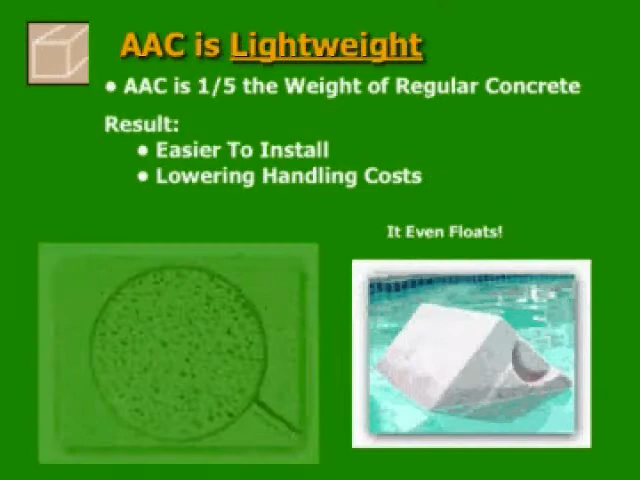 AAC is Lightweight
● AAC is 1/5 the Weight of Regular Concrete
Result:
● Easier To Install
● Lowering Handling Costs
It Even Floats!